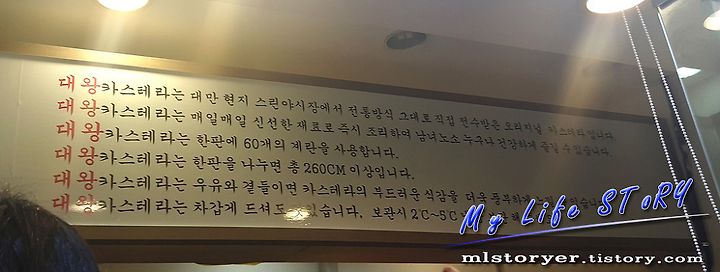 대왕카스테라는 대만 현지 스린야시장에서 전통방식 그대로 직접 전수받은 오리지널 카스테라 입니다.
대왕카스테라는 매일매일 신선한 재료로 즉시 조리하며 남녀노소 누구나 건강하게 즐길 수 있습니다.
대왕카스테라는 한판에 60개의 계란을 사용합니다.
대왕카스테라는 한판을 나누면 총 260CM 이상입니다.
대왕카스테라는 우유와 곁들이면 카스테라의 부드러운 식감을 더욱 풍부하게
대왕카스테라는 차갑게 드셔도 보관시 2℃~5℃
My Life SToRY
mlstoryer.tistory.com